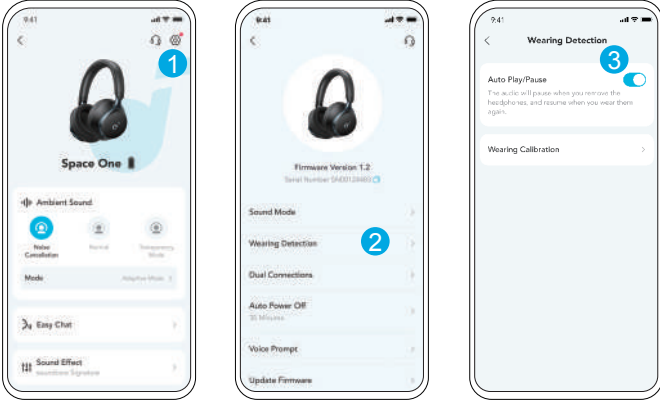 9:41
1
Space One
Ambient Sound
Noise
Cancellation
Normal
Transparency
Mode
Mode
Adaptive Mode
Easy Chat
Sound Effect
soundcore Signature
9:41
Firmware Version 1.2
Serial Number
Sound Mode
Wearing Detection
2
Dual Connections
Auto Power Off
30 Minutes
Voice Prompt
Update Firmware
9:41
Wearing Detection
3
Auto Play/Pause
The audio will pause when you remove the
headphones, and resume when you wear them
again.
Wearing Calibration